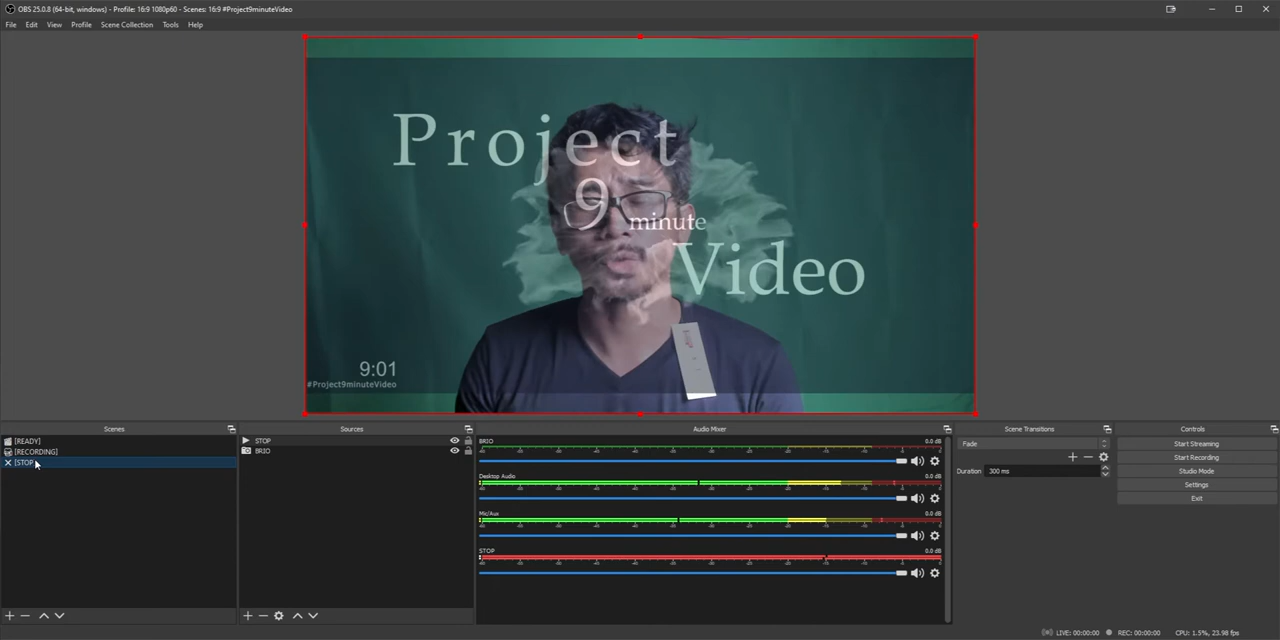 OBS 25.0.8 (64-bit, windows) - Profile: 16:9 1080p60 - Scenes: 16:9 #Project9minuteVideo
File Edit View Profile Scene Collection Tools Help
Project
9 minute
Video
9:01
#Project9minuteVideo
Scenes
[READY]
[RECORDING]
[STOP
Sources
STOP
BRIO
Audio Mixer
BRIO 0.0 dB
Desktop Audio 0.0 dB
Mic/Aux 0.0 dB
STOP 0.0 dB
Scene Transitions
Fade
Duration 300 ms
Controls
Start Streaming
Start Recording
Studio Mode
Settings
Exit
LIVE: 00:00:00 REC: 00:00:00 CPU: 1.5%, 23.98 fps